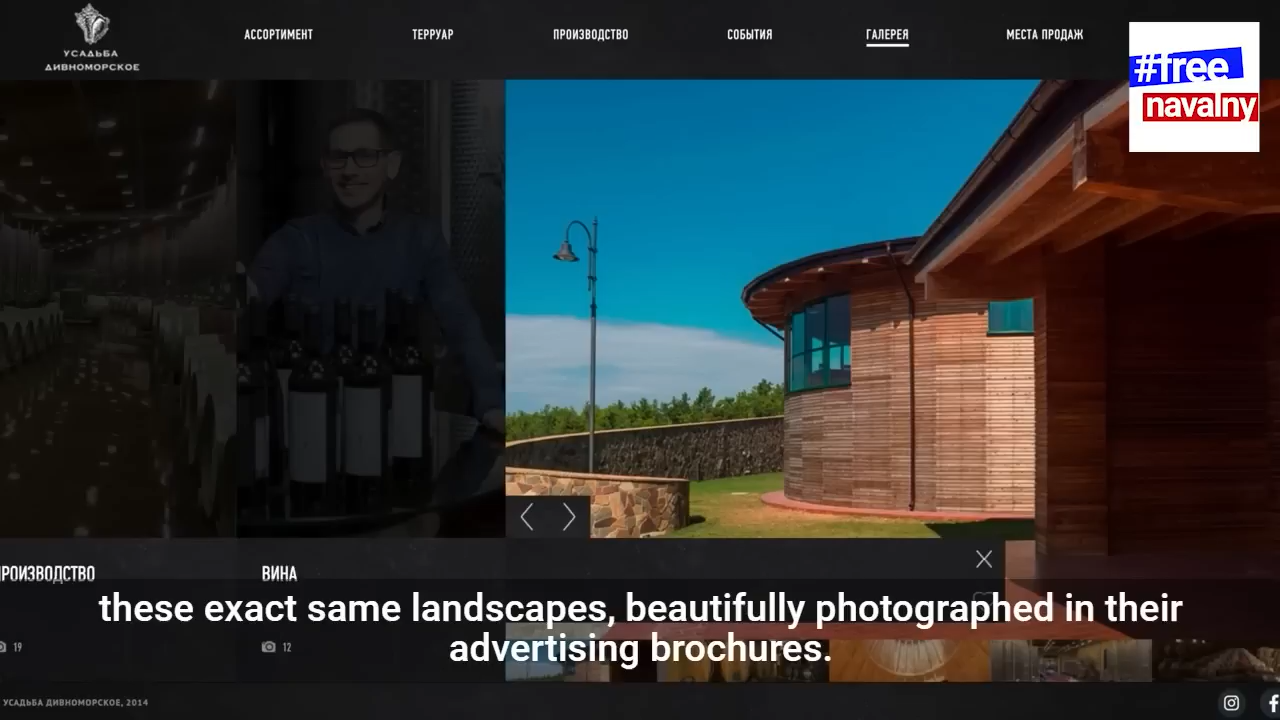 УСАДЬБА
ДИВНОМОРСКОЕ
АССОРТИМЕНТ
ТЕРРУАР
ПРОИЗВОДСТВО
СОБЫТИЯ
ГАЛЕРЕЯ
МЕСТА ПРОДАЖ
#free
navalny
РОИЗВОДСТВО
ВИНА
these exact same landscapes, beautifully photographed in their
advertising brochures.
19
12
УСАДЬБА ДИВНОМОРСКОЕ, 2014